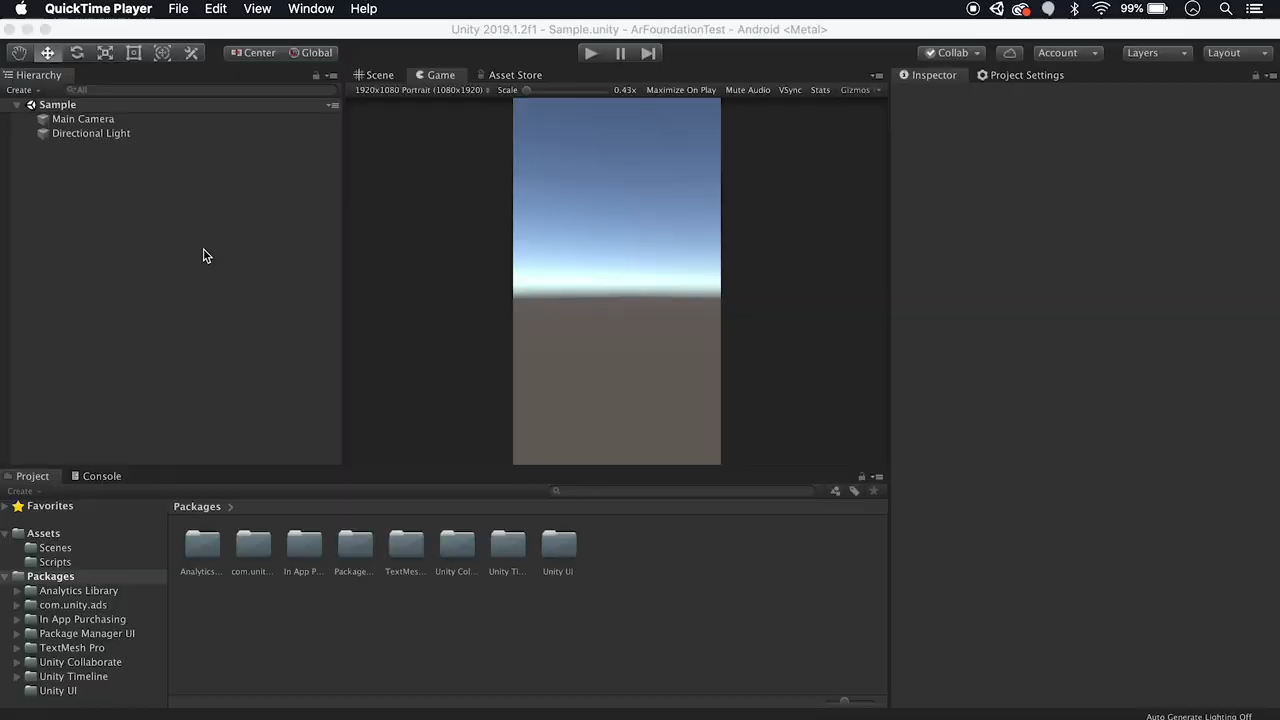 QuickTime Player File Edit View Window Help 99%
Unity 2019.1.2f1 - Sample.unity - ArFoundationTest - Android <Metal>
Center Global Collab Account Layers Layout
Hierarchy Scene Game Asset Store Inspector Project Settings
Create All 1920x1080 Portrait (1080x1920) Scale 0.43x Maximize On Play Mute Audio VSync Stats Gizmos
Sample
Main Camera
Directional Light
Project Console
Create
Favorites Packages
Assets
Scenes
Scripts
Packages
Analytics Library
com.unity.ads
In App Purchasing
Package Manager UI
TextMesh Pro
Unity Collaborate
Unity Timeline
Unity UI
Analytics... com.unit... In App P... Package... TextMes... Unity Col... Unity Ti... Unity UI
Auto Generate Lighting Off